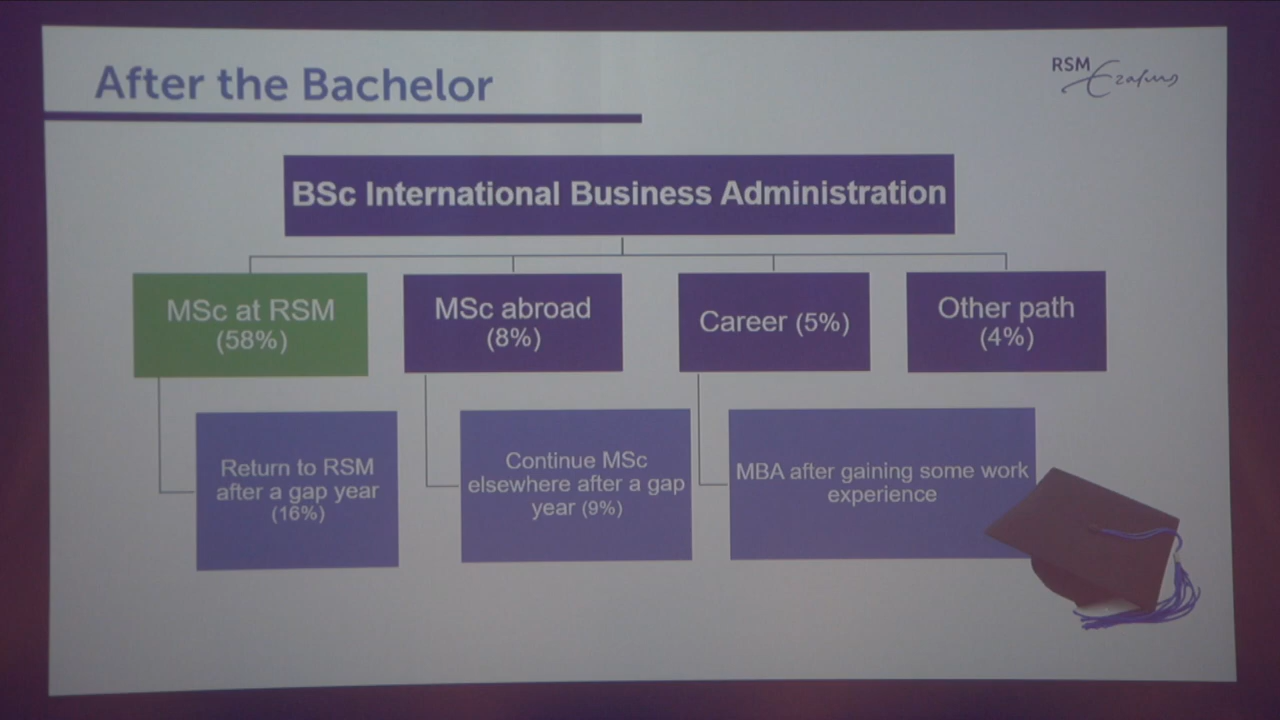 After the Bachelor
RSM
Erasmus
BSc International Business Administration
MSc at RSM
(58%)
MSc abroad
(8%)
Career (5%)
Other path
(4%)
Return to RSM
after a gap year
(16%)
Continue MSc
elsewhere after a gap
year (9%)
MBA after gaining some work
experience